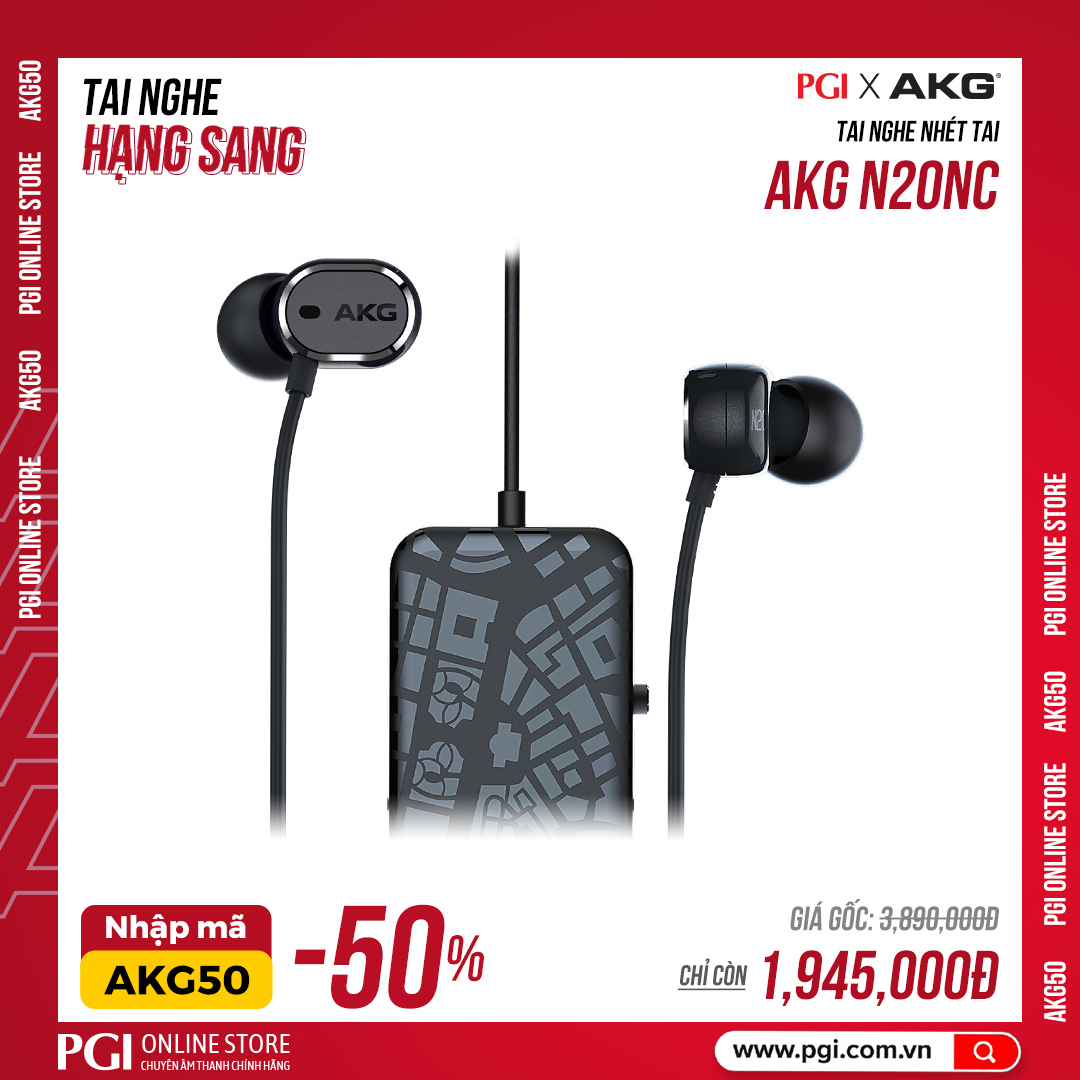 TAI NGHE
HẠNG SANG
PGI X AKG®
TAI NGHE NHÉT TAI
AKG N20NC
AKG50
PGI ONLINE STORE
AKG50
PGI ONLINE STORE
AKG
N20
PGI ONLINE STORE
AKG50
PGI ONLINE STORE
AKG50
Nhập mã
AKG50
-50%
GIÁ GỐC: 3,890,000Đ
CHỈ CÒN 1,945,000Đ
PGI ONLINE STORE
CHUYÊN ÂM THANH CHÍNH HÃNG
www.pgi.com.vn